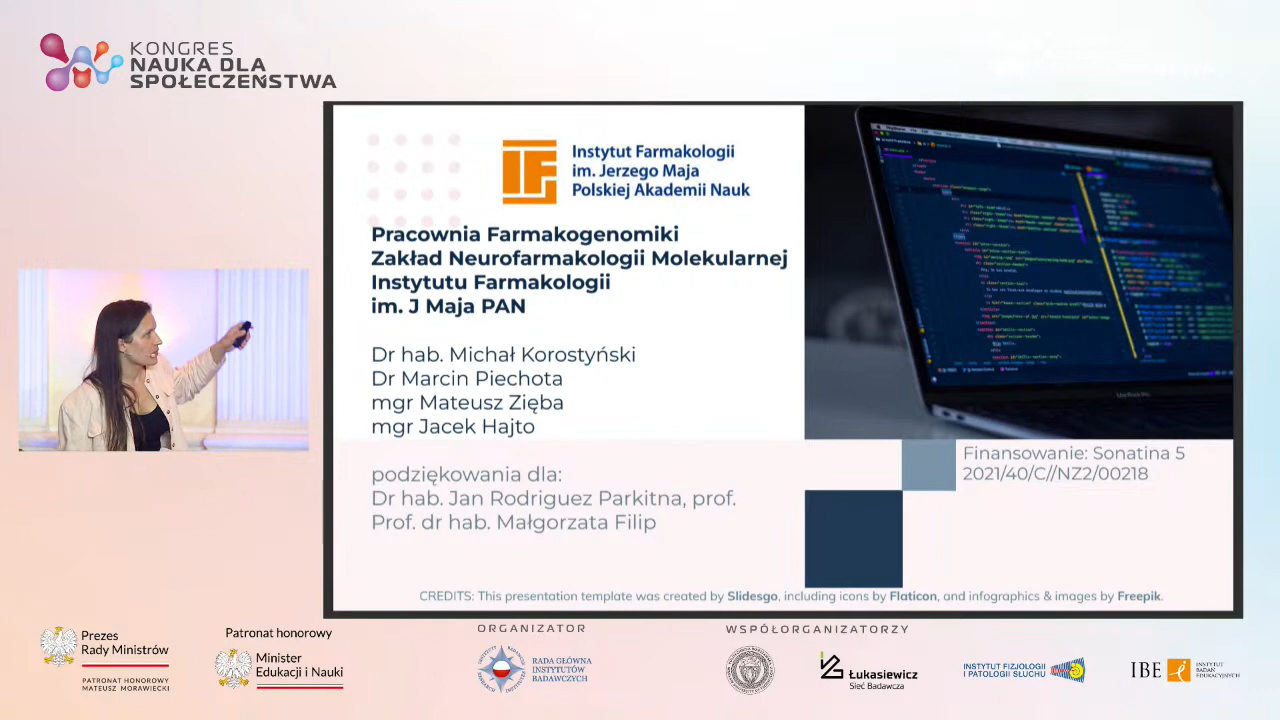 KONGRES
NAUKA DLA
SPOŁECZEŃSTWA
Instytut Farmakologii
im. Jerzego Maja
Polskiej Akademii Nauk
Pracownia Farmakogenomiki
Zakład Neurofarmakologii Molekularnej
Instytutu Farmakologii
im. J Maja PAN
Dr hab. Michał Korostyński
Dr Marcin Piechota
mgr Mateusz Zięba
mgr Jacek Hajto
podziękowania dla:
Dr hab. Jan Rodriguez Parkitna, prof.
Prof. dr hab. Małgorzata Filip
Finansowanie: Sonatina 5
2021/40/C//NZ2/00218
CREDITS: This presentation template was created by Slidesgo, including icons by Flaticon, and infographics & images by Freepik.
Prezes
Rady Ministrów
PATRONAT HONOROWY
MATEUSZ MORAWIECKI
Patronat honorowy
Minister
Edukacji i Nauki
ORGANIZATOR
RADA GŁÓWNA
INSTYTUTÓW
BADAWCZYCH
WSPÓŁORGANIZATORZY
Łukasiewicz
Sieć Badawcza
INSTYTUT FIZJOLOGII
I PATOLOGII SŁUCHU
IBE
INSTYTUT
BADAŃ
EDUKACYJNYCH